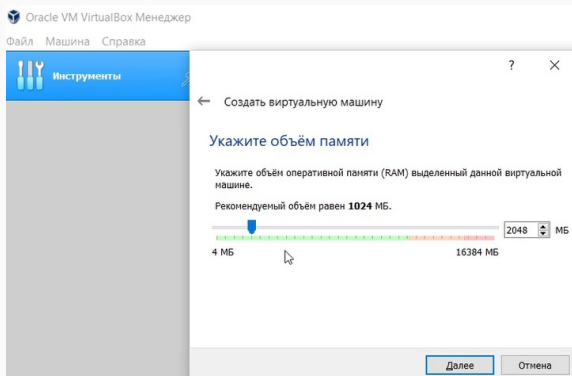 Oracle VM VirtualBox Менеджер
Файл Машина Справка
Инструменты
? ×
← Создать виртуальную машину
Укажите объём памяти
Укажите объём оперативной памяти (RAM) выделенный данной виртуальной
машине.
Рекомендуемый объём равен 1024 МБ.
2048 МБ
4 МБ 16384 МБ
Далее Отмена